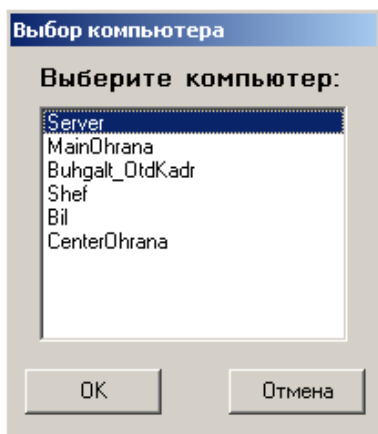 Выбор компьютера
Выберите компьютер:
Server
MainOhrana
Buhgalt_OtdKadr
Shef
Bil
CenterOhrana
OK
Отмена